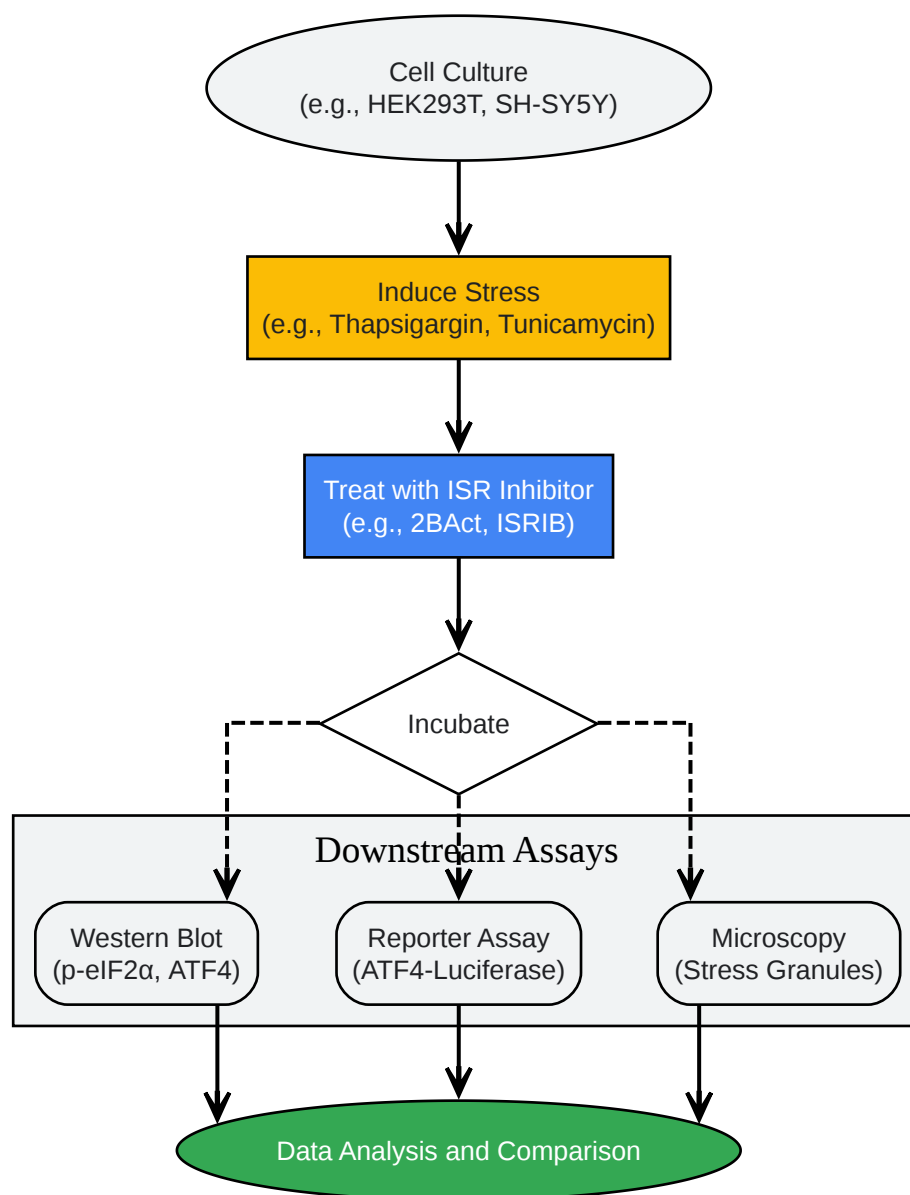 Cell Culture
(e.g., HEK293T, SH-SY5Y)
Induce Stress
(e.g., Thapsigargin, Tunicamycin)
Treat with ISR Inhibitor
(e.g., 2BAct, ISRIB)
Incubate
Downstream Assays
Western Blot
(p-eIF2α, ATF4)
Reporter Assay
(ATF4-Luciferase)
Microscopy
(Stress Granules)
Data Analysis and Comparison